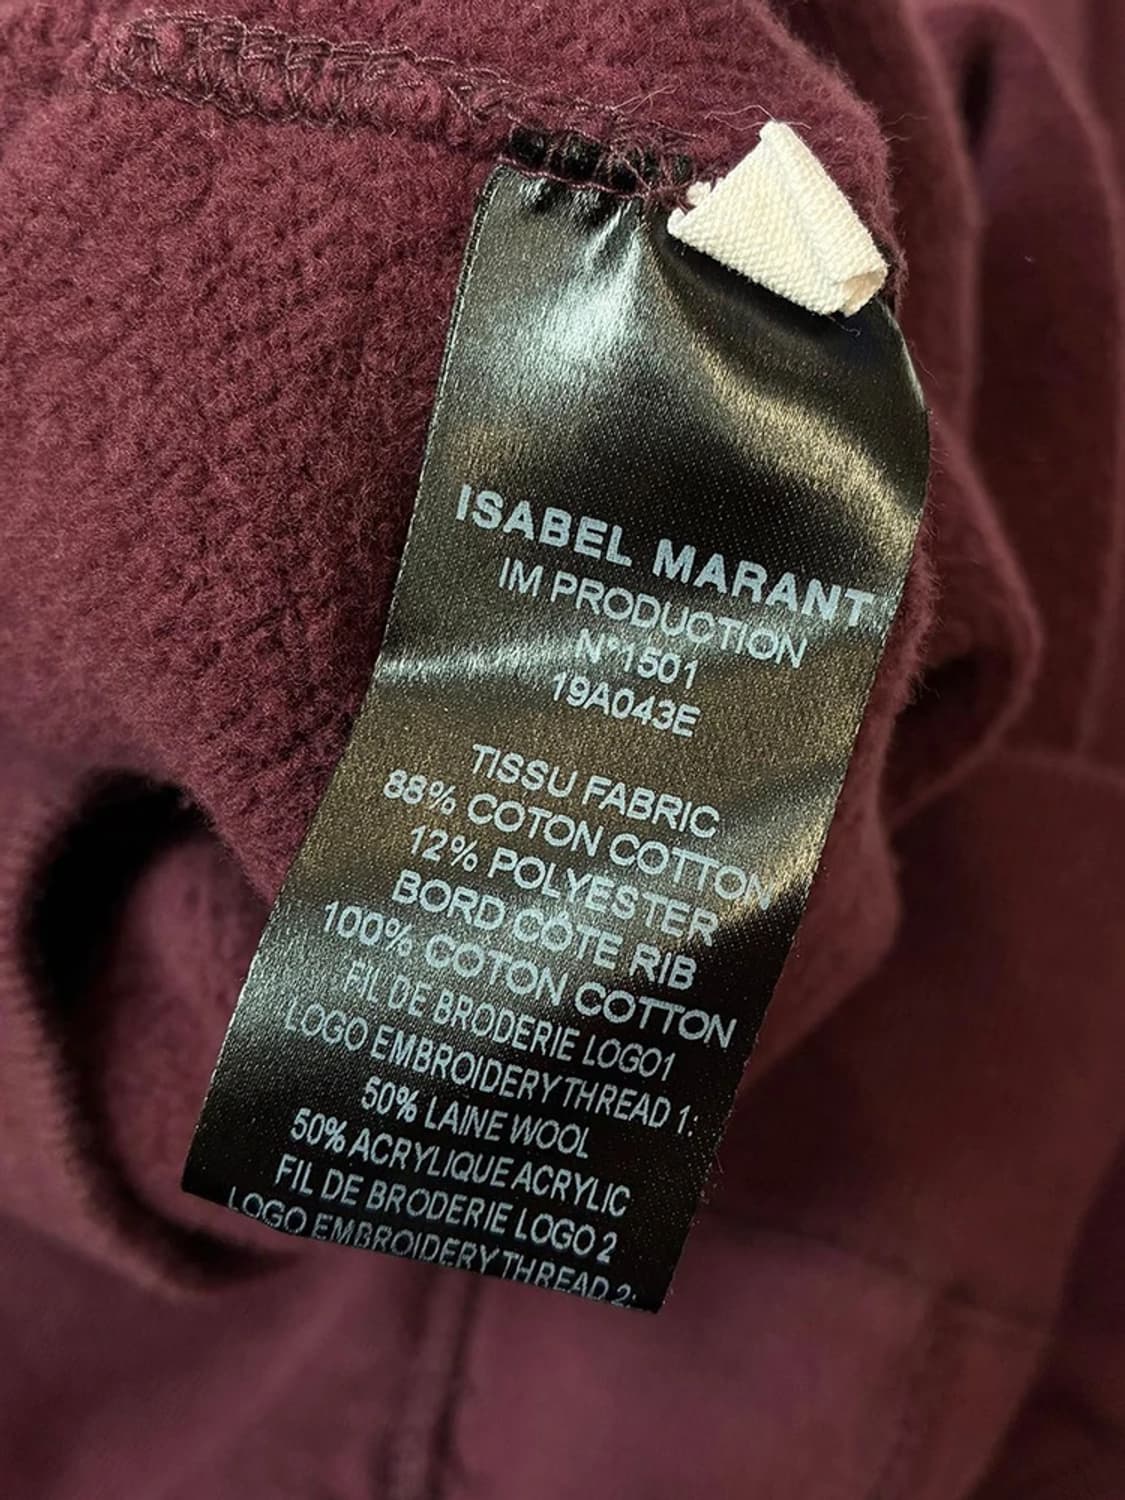 ISABEL MARANT
IM PRODUCTION
N°1501
19A043E
TISSU FABRIC
88% COTON COTTON
12% POLYESTER
BORD CÔTE RIB
100% COTON COTTON
FIL DE BRODERIE LOGO1
LOGO EMBROIDERY THREAD 1:
50% LAINE WOOL
50% ACRYLIQUE ACRYLIC
FIL DE BRODERIE LOGO 2
LOGO EMBROIDERY THREAD 2: